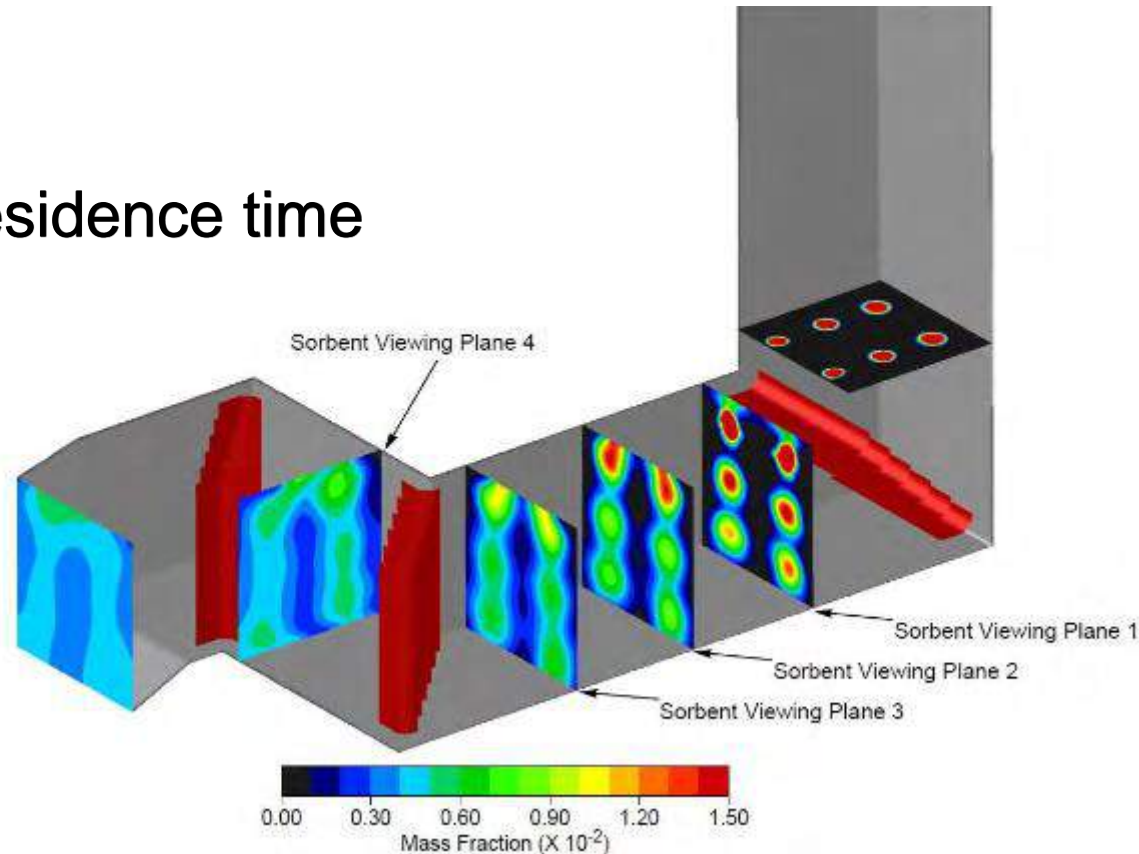 esidence time
Sorbent Viewing Plane 4
Sorbent Viewing Plane 1
Sorbent Viewing Plane 2
Sorbent Viewing Plane 3
0.00 0.30 0.60 0.90 1.20 1.50
Mass Fraction (X 10⁻²)